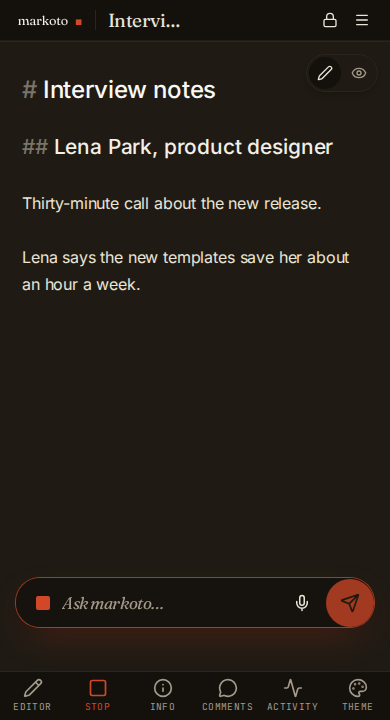 markoto
Intervi...
# Interview notes
## Lena Park, product designer
Thirty-minute call about the new release.
Lena says the new templates save her about
an hour a week.
Ask markoto...
EDITOR STOP INFO COMMENTS ACTIVITY THEME